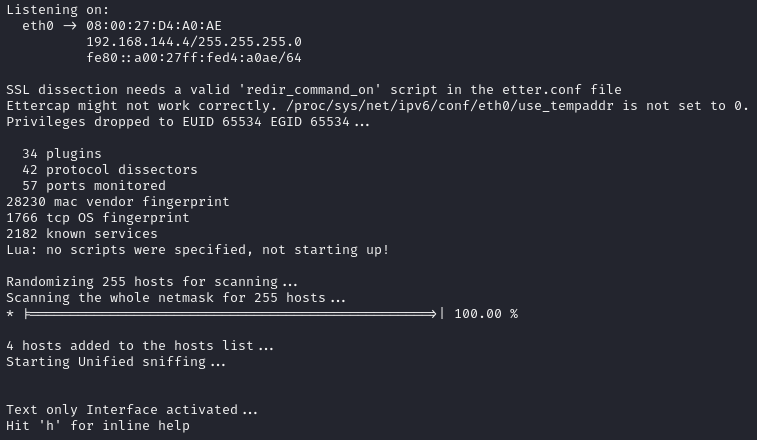 Listening on:
  eth0 -> 08:00:27:D4:A0:AE
          192.168.144.4/255.255.255.0
          fe80::a00:27ff:fed4:a0ae/64
SSL dissection needs a valid 'redir_command_on' script in the etter.conf file
Ettercap might not work correctly. /proc/sys/net/ipv6/conf/eth0/use_tempaddr is not set to 0.
Privileges dropped to EUID 65534 EGID 65534...
  34 plugins
  42 protocol dissectors
  57 ports monitored
28230 mac vendor fingerprint
1766 tcp OS fingerprint
2182 known services
Lua: no scripts were specified, not starting up!
Randomizing 255 hosts for scanning...
Scanning the whole netmask for 255 hosts...
* |==================================================>| 100.00 %
4 hosts added to the hosts list...
Starting Unified sniffing...
Text only Interface activated...
Hit 'h' for inline help